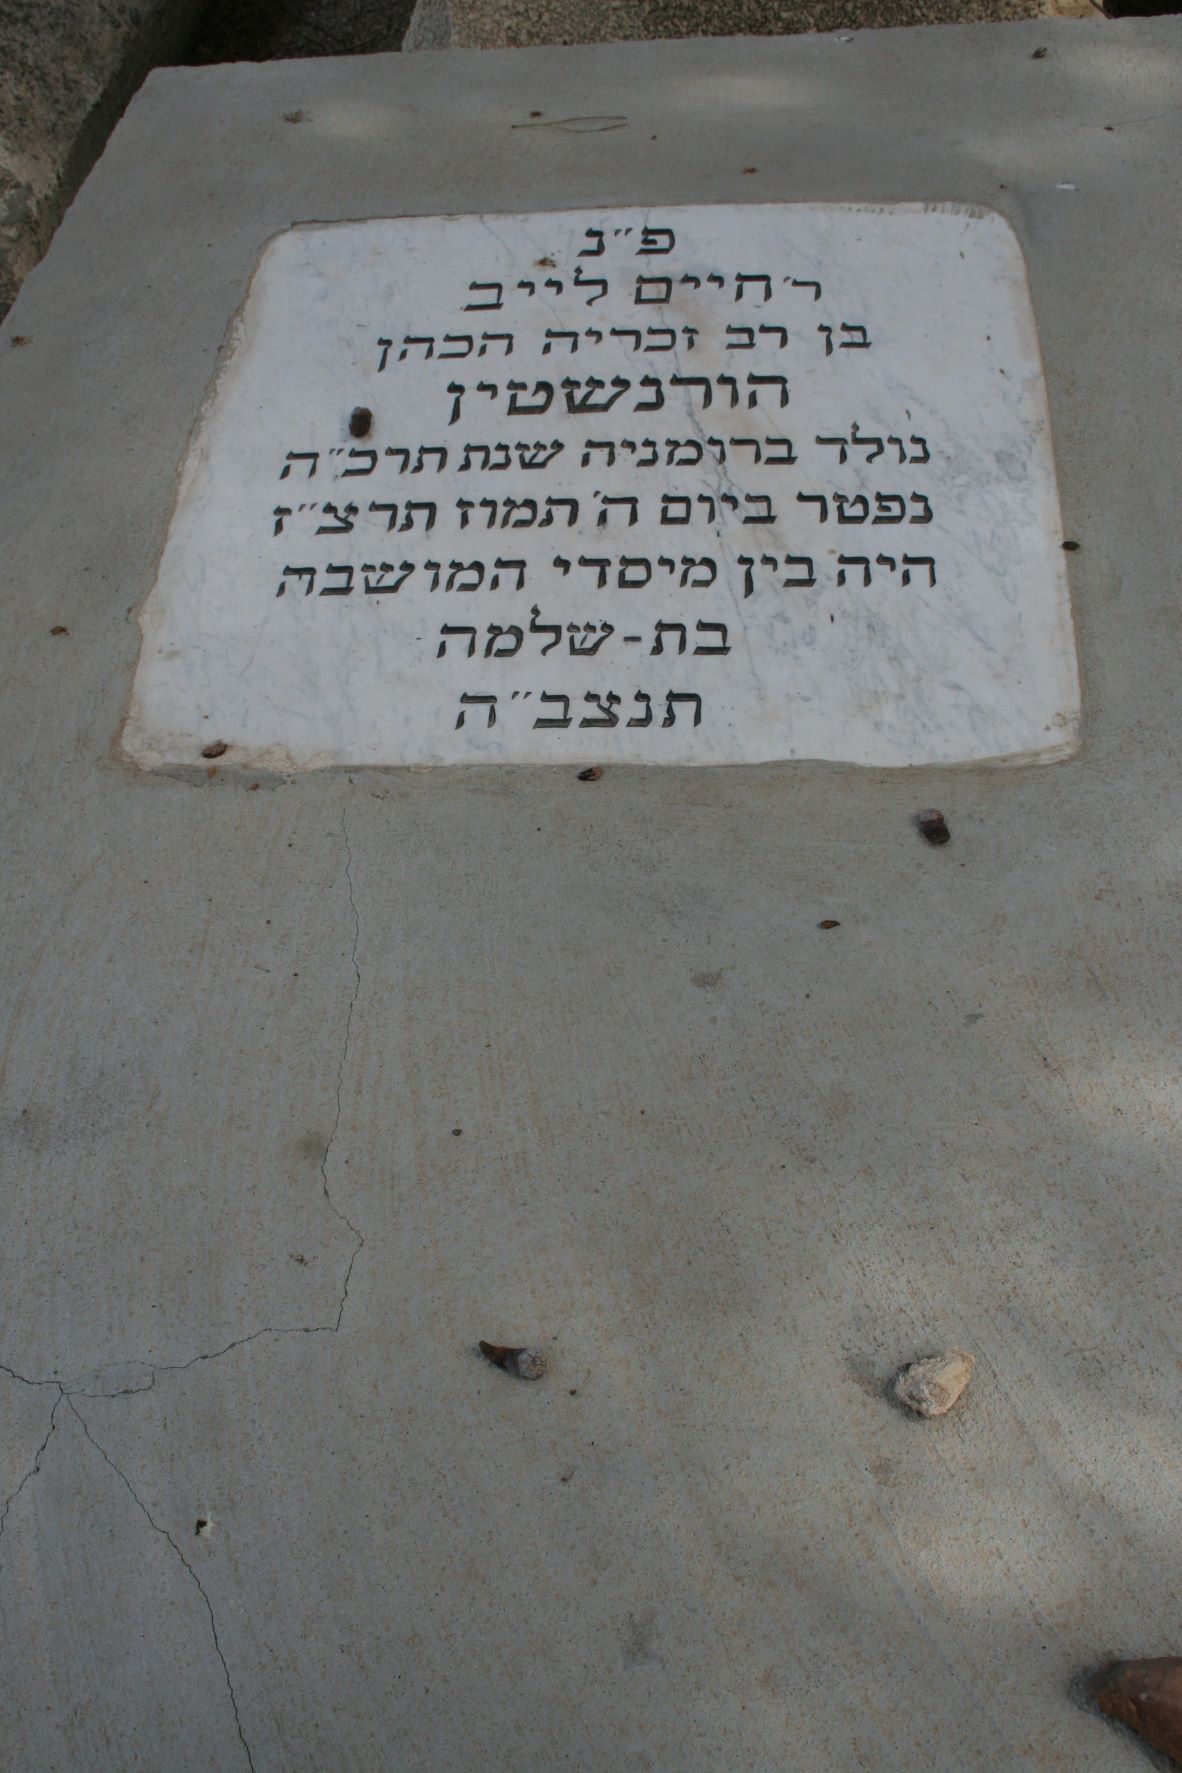 פ״נ
ר׳ חיים לייב
בן רב זכריה הכהן
הורנשטין
נולד ברומניה שנת תרכ״ה
נפטר ביום ה׳ תמוז תרצ״ז
היה בין מיסדי המושבה
בת-שלמה
תנצב״ה